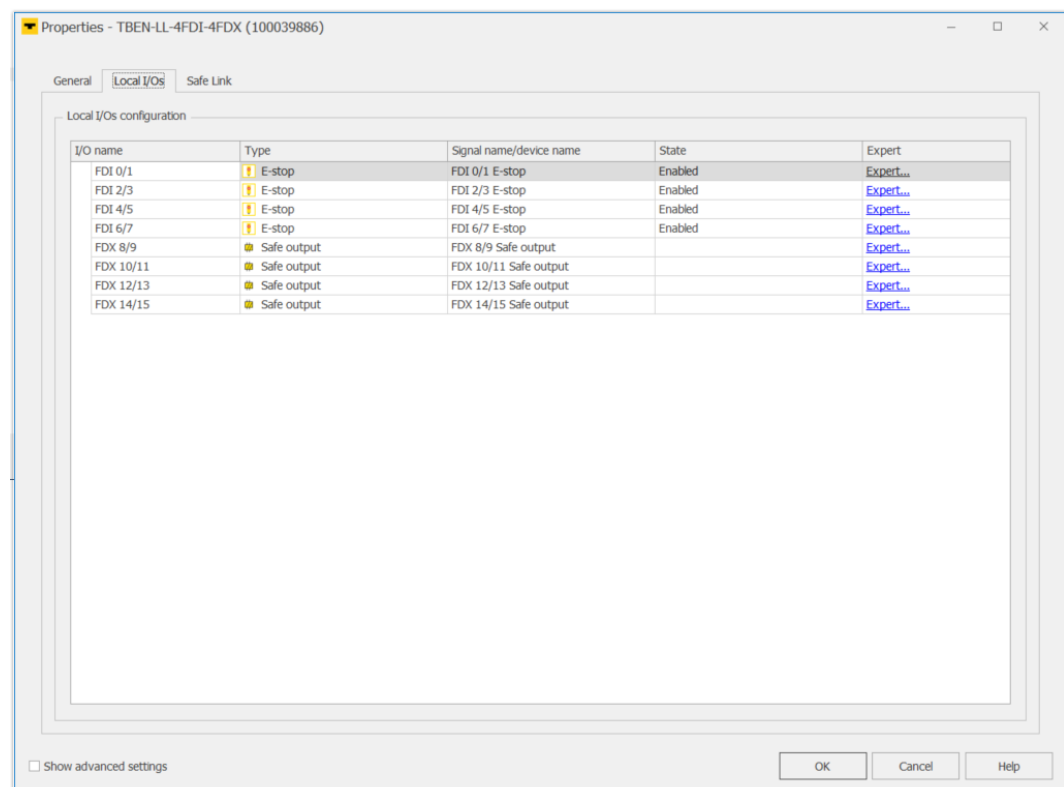 Properties - TBEN-LL-4FDI-4FDX (100039886)
General Local I/Os Safe Link
Local I/Os configuration
I/O name Type Signal name/device name State Expert
FDI 0/1 E-stop FDI 0/1 E-stop Enabled Expert...
FDI 2/3 E-stop FDI 2/3 E-stop Enabled Expert...
FDI 4/5 E-stop FDI 4/5 E-stop Enabled Expert...
FDI 6/7 E-stop FDI 6/7 E-stop Enabled Expert...
FDX 8/9 Safe output FDX 8/9 Safe output Expert...
FDX 10/11 Safe output FDX 10/11 Safe output Expert...
FDX 12/13 Safe output FDX 12/13 Safe output Expert...
FDX 14/15 Safe output FDX 14/15 Safe output Expert...
Show advanced settings OK Cancel Help